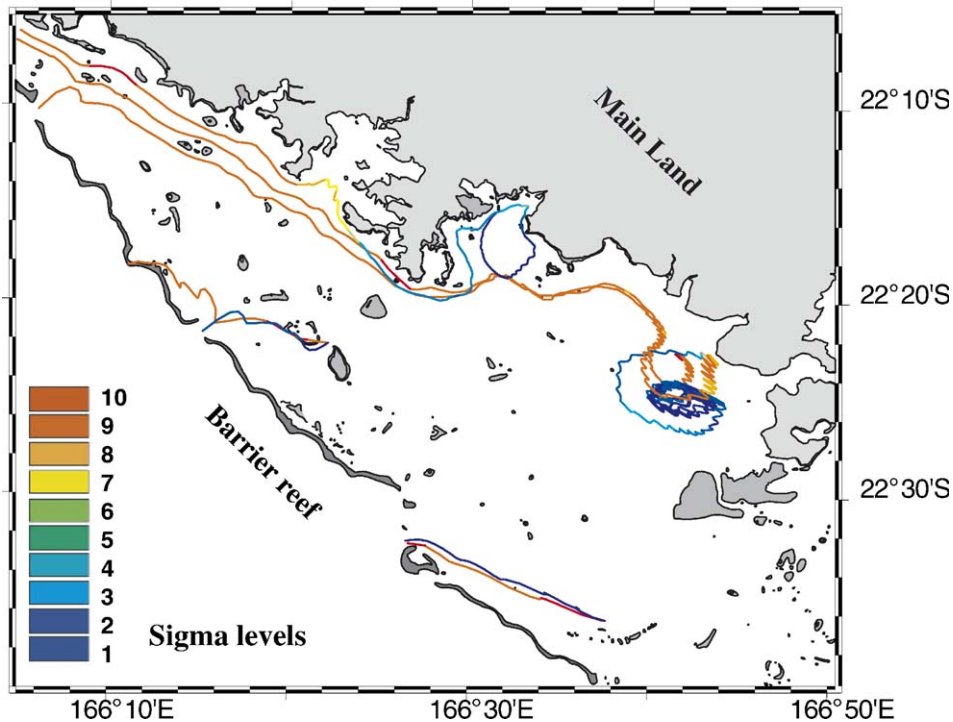 Main Land
22°10'S
22°20'S
22°30'S
Barrier reef
10
9
8
7
6
5
4
3
2
1
Sigma levels
166°10'E
166°30'E
166°50'E